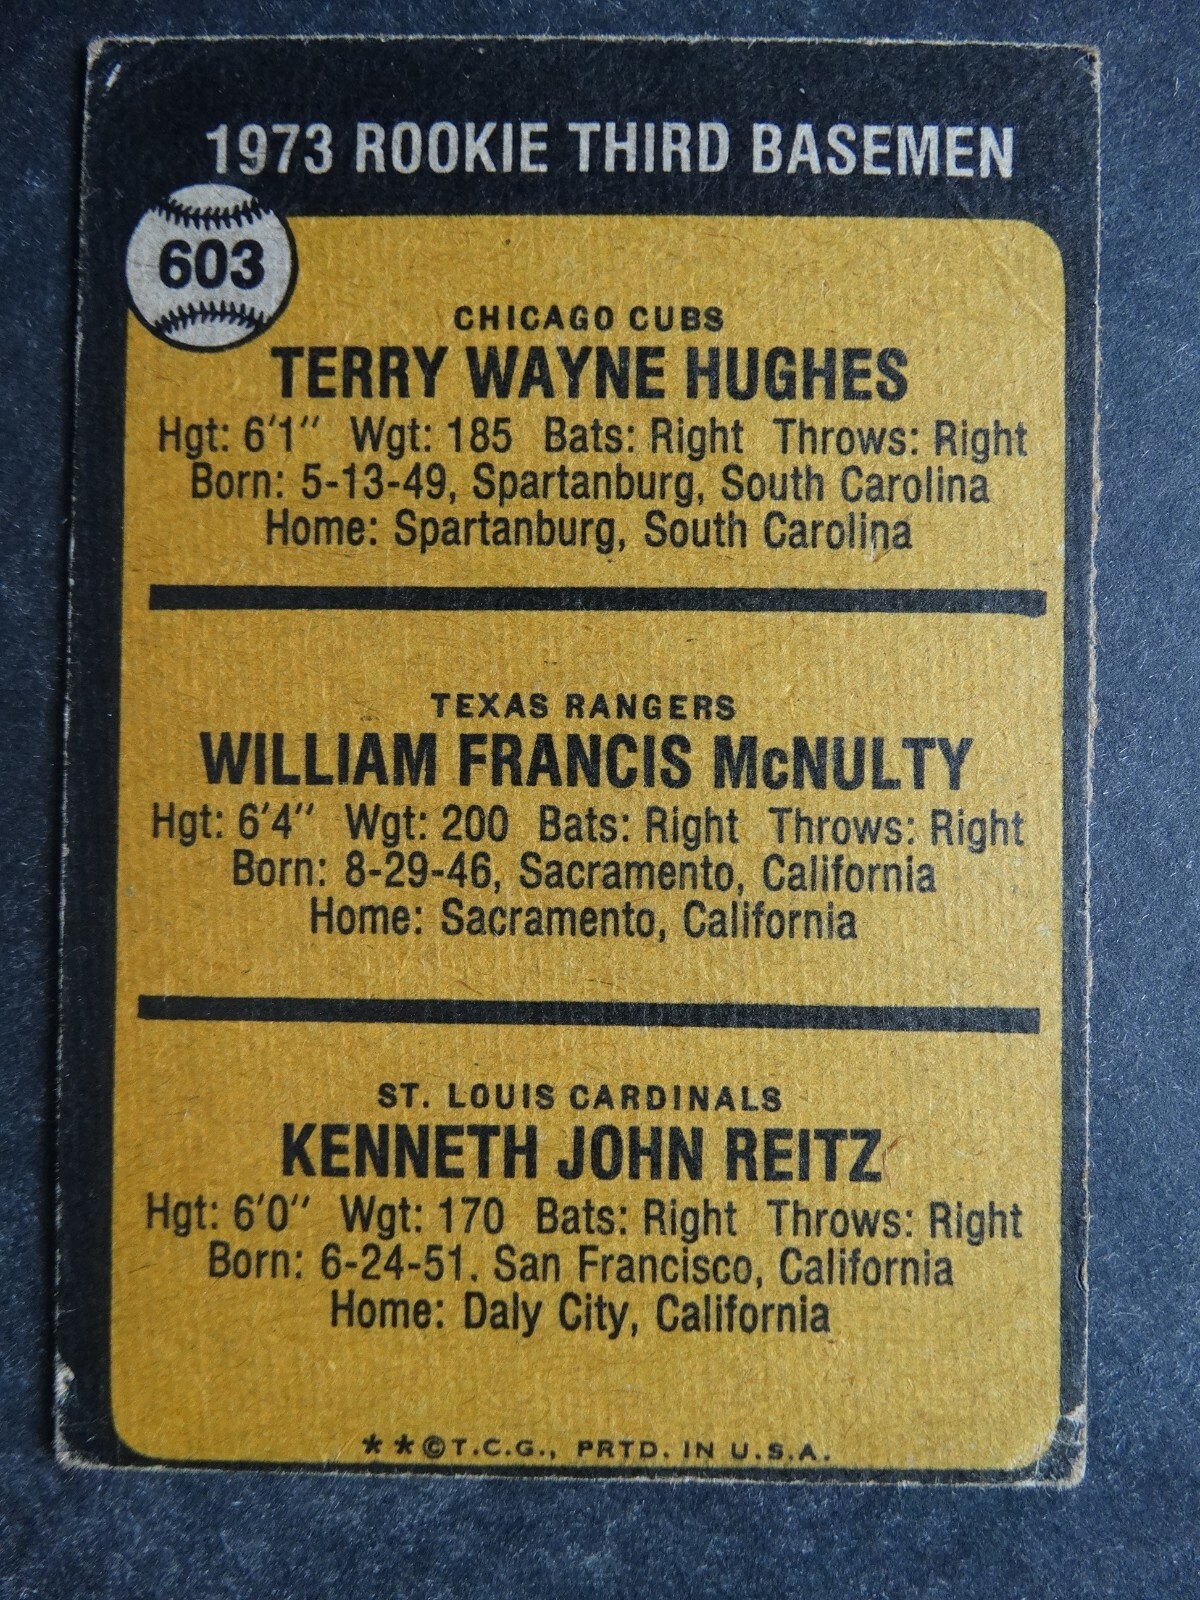 1973 ROOKIE THIRD BASEMEN
603
CHICAGO CUBS
TERRY WAYNE HUGHES
Hgt: 6'1" Wgt: 185 Bats: Right Throws: Right
Born: 5-13-49, Spartanburg, South Carolina
Home: Spartanburg, South Carolina
TEXAS RANGERS
WILLIAM FRANCIS McNULTY
Hgt: 6'4" Wgt: 200 Bats: Right Throws: Right
Born: 8-29-46, Sacramento, California
Home: Sacramento, California
ST. LOUIS CARDINALS
KENNETH JOHN REITZ
Hgt: 6'0" Wgt: 170 Bats: Right Throws: Right
Born: 6-24-51. San Francisco, California
Home: Daly City, California
* * © T.C.G., PRTD. IN U.S.A.